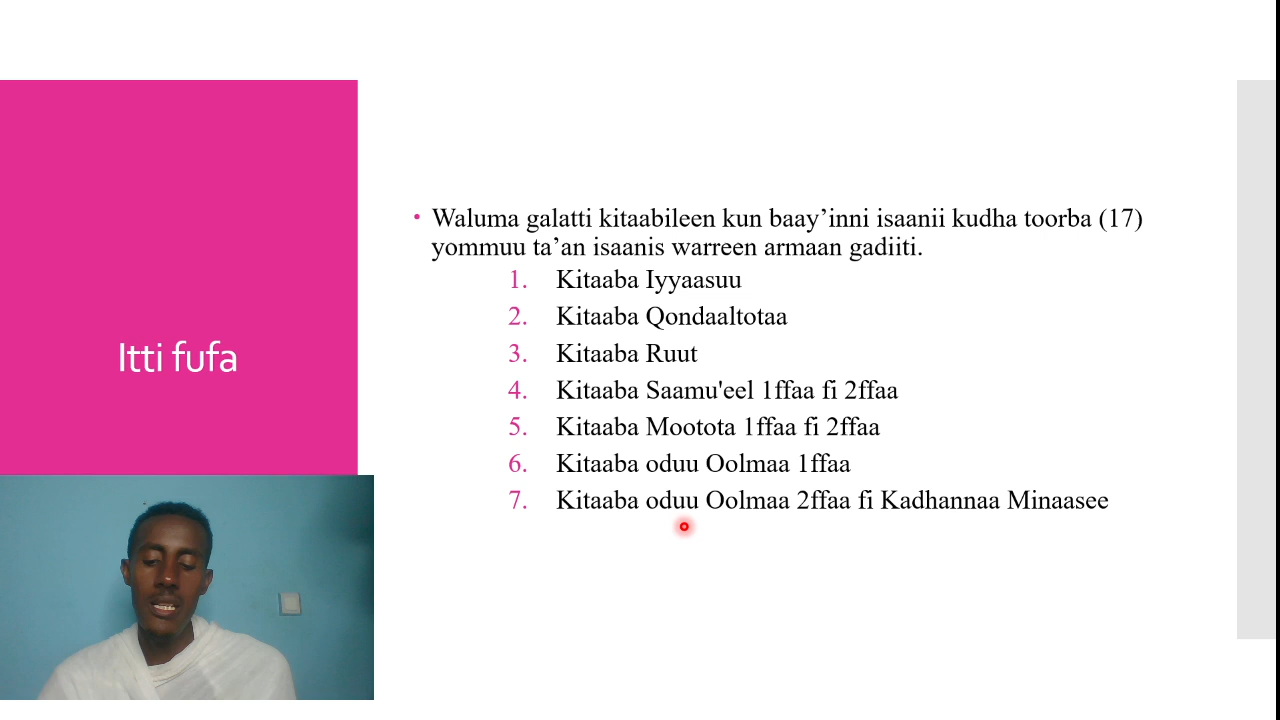 Itti fufa
• Waluma galatti kitaabileen kun baay’inni isaanii kudha toorba (17)
yommuu ta’an isaanis warreen armaan gadiiti.
1. Kitaaba Iyyaasuu
2. Kitaaba Qondaaltotaa
3. Kitaaba Ruut
4. Kitaaba Saamu'eel 1ffaa fi 2ffaa
5. Kitaaba Mootota 1ffaa fi 2ffaa
6. Kitaaba oduu Oolmaa 1ffaa
7. Kitaaba oduu Oolmaa 2ffaa fi Kadhannaa Minaasee